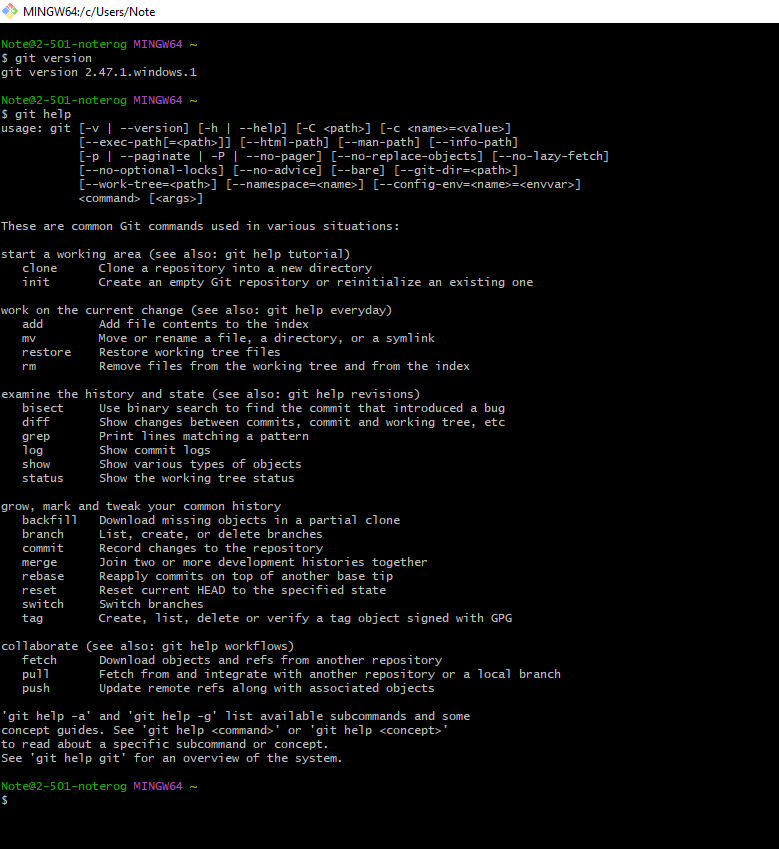 MINGW64:/c/Users/Note
Note@2-501-noterog MINGW64 ~
$ git version
git version 2.47.1.windows.1
Note@2-501-noterog MINGW64 ~
$ git help
usage: git [-v | --version] [-h | --help] [-C <path>] [-c <name>=<value>]
[--exec-path[=<path>]] [--html-path] [--man-path] [--info-path]
[-p | --paginate | -P | --no-pager] [--no-replace-objects] [--no-lazy-fetch]
[--no-optional-locks] [--no-advice] [--bare] [--git-dir=<path>]
[--work-tree=<path>] [--namespace=<name>] [--config-env=<name>=<envvar>]
<command> [<args>]
These are common Git commands used in various situations:
start a working area (see also: git help tutorial)
clone Clone a repository into a new directory
init Create an empty Git repository or reinitialize an existing one
work on the current change (see also: git help everyday)
add Add file contents to the index
mv Move or rename a file, a directory, or a symlink
restore Restore working tree files
rm Remove files from the working tree and from the index
examine the history and state (see also: git help revisions)
bisect Use binary search to find the commit that introduced a bug
diff Show changes between commits, commit and working tree, etc
grep Print lines matching a pattern
log Show commit logs
show Show various types of objects
status Show the working tree status
grow, mark and tweak your common history
backfill Download missing objects in a partial clone
branch List, create, or delete branches
commit Record changes to the repository
merge Join two or more development histories together
rebase Reapply commits on top of another base tip
reset Reset current HEAD to the specified state
switch Switch branches
tag Create, list, delete or verify a tag object signed with GPG
collaborate (see also: git help workflows)
fetch Download objects and refs from another repository
pull Fetch from and integrate with another repository or a local branch
push Update remote refs along with associated objects
'git help -a' and 'git help -g' list available subcommands and some
concept guides. See 'git help <command>' or 'git help <concept>'
to read about a specific subcommand or concept.
See 'git help git' for an overview of the system.
Note@2-501-noterog MINGW64 ~
$